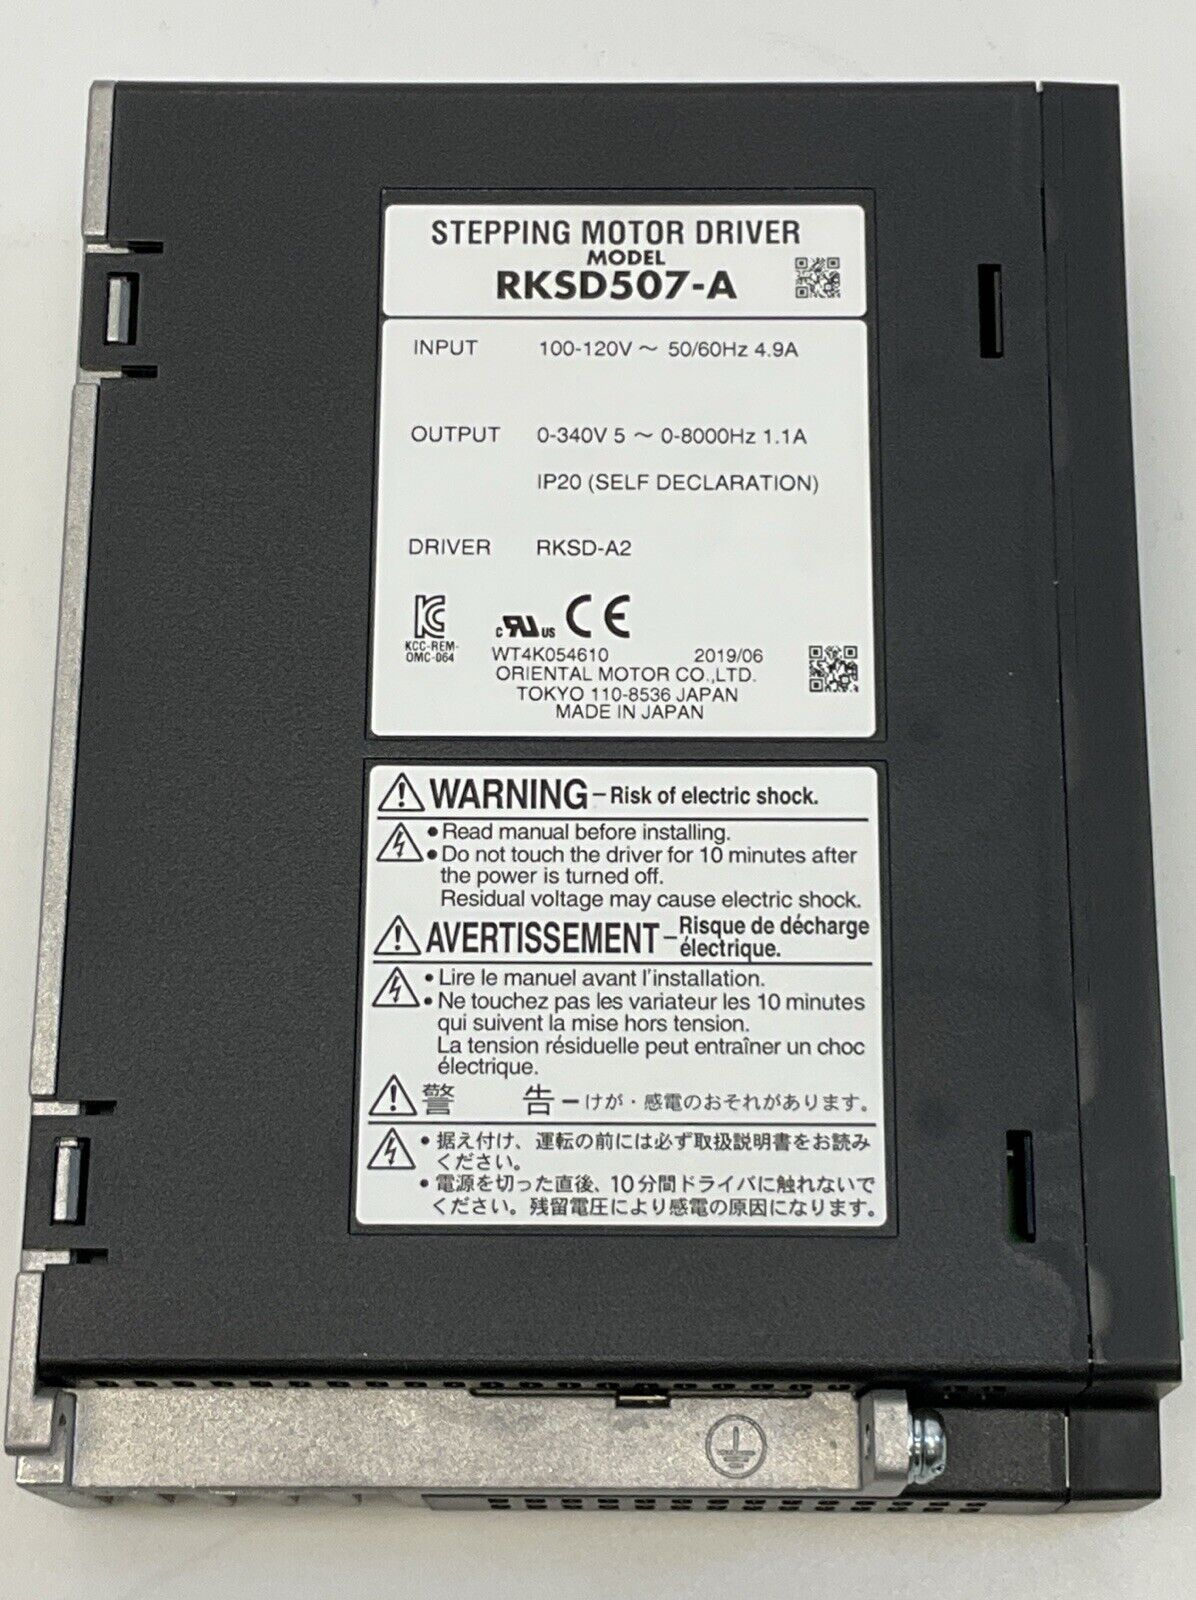 STEPPING MOTOR DRIVER
MODEL
RKSD507-A
INPUT 100-120V ～ 50/60Hz 4.9A
OUTPUT 0-340V 5 ～ 0-8000Hz 1.1A
IP20 (SELF DECLARATION)
DRIVER RKSD-A2
KCC-REM-
OMC-064
c RU us CE
WT4K054610 2019/06
ORIENTAL MOTOR CO.,LTD.
TOKYO 110-8536 JAPAN
MADE IN JAPAN
WARNING – Risk of electric shock.
• Read manual before installing.
• Do not touch the driver for 10 minutes after
the power is turned off.
Residual voltage may cause electric shock.
AVERTISSEMENT – Risque de décharge
électrique.
• Lire le manuel avant l'installation.
• Ne touchez pas les variateur les 10 minutes
qui suivent la mise hors tension.
La tension résiduelle peut entraîner un choc
électrique.
警 告 ーけが・感電のおそれがあります。
• 据え付け、運転の前には必ず取扱説明書をお読み
ください。
• 電源を切った直後、10分間ドライバに触れないで
ください。残留電圧により感電の原因になります。